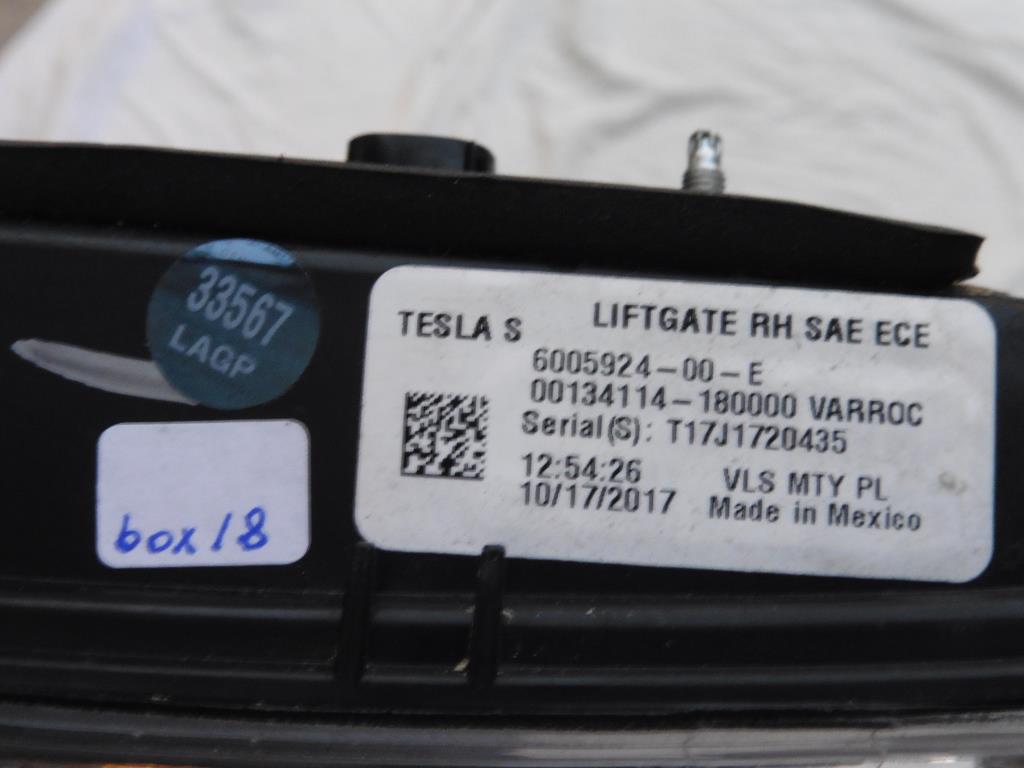 33567
LAGP
box 18
TESLA S LIFTGATE RH SAE ECE
6005924-00-E
00134114-180000 VARROC
Serial(S): T17J1720435
12:54:26 VLS MTY PL
10/17/2017 Made in Mexico